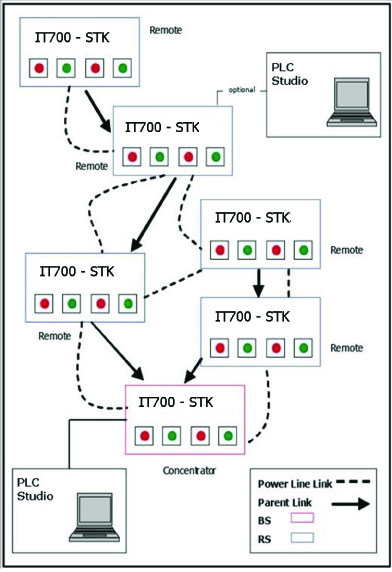 IT700 - STK
Remote
PLC
Studio
optional
IT700 - STK
Remote
IT700 - STK
Remote
IT700 - STK
Remote
IT700 - STK
Remote
IT700 - STK
Concentrator
PLC
Studio
Power Line Link
Parent Link
BS
RS